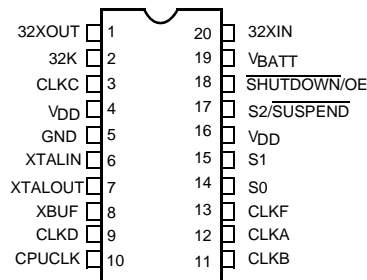 32XOUT 1 20 32XIN
32K 2 19 VBATT
CLKC 3 18 SHUTDOWN/OE
VDD 4 17 S2/SUSPEND
GND 5 16 VDD
XTALIN 6 15 S1
XTALOUT 7 14 S0
XBUF 8 13 CLKF
CLKD 9 12 CLKA
CPUCLK 10 11 CLKB